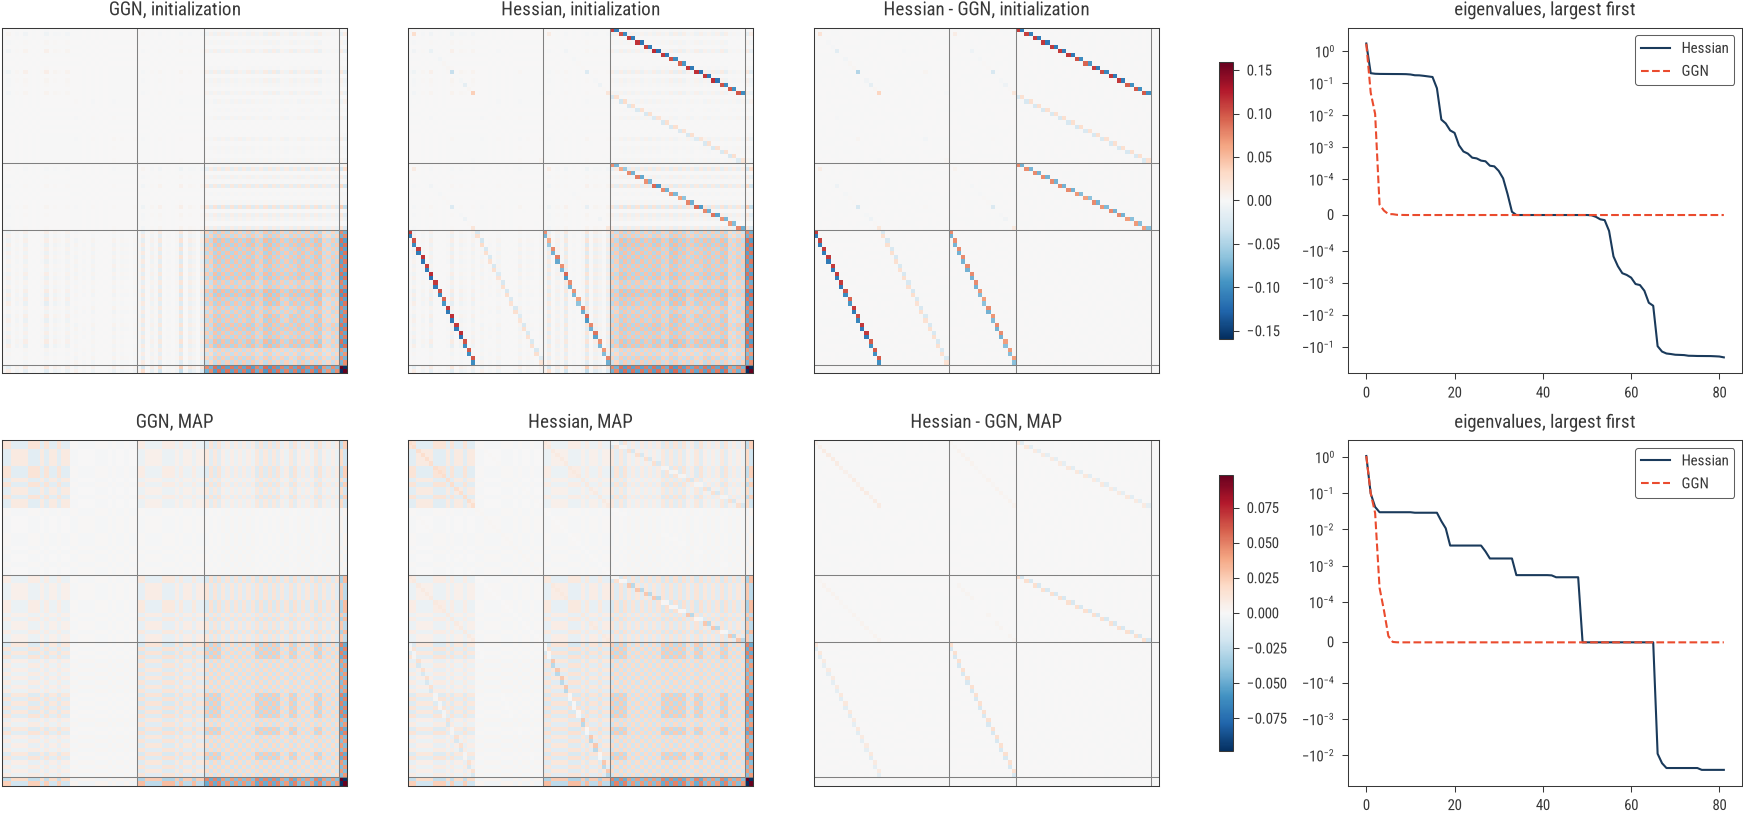 GGN, initialization
Hessian, initialization
Hessian - GGN, initialization
eigenvalues, largest first
0.15
0.10
0.05
0.00
−0.05
−0.10
−0.15
10⁰
10⁻¹
10⁻²
10⁻³
10⁻⁴
0
−10⁻⁴
−10⁻³
−10⁻²
−10⁻¹
Hessian
GGN
0 20 40 60 80
GGN, MAP
Hessian, MAP
Hessian - GGN, MAP
eigenvalues, largest first
0.075
0.050
0.025
0.000
−0.025
−0.050
−0.075
10⁰
10⁻¹
10⁻²
10⁻³
10⁻⁴
0
−10⁻⁴
−10⁻³
−10⁻²
Hessian
GGN
0 20 40 60 80